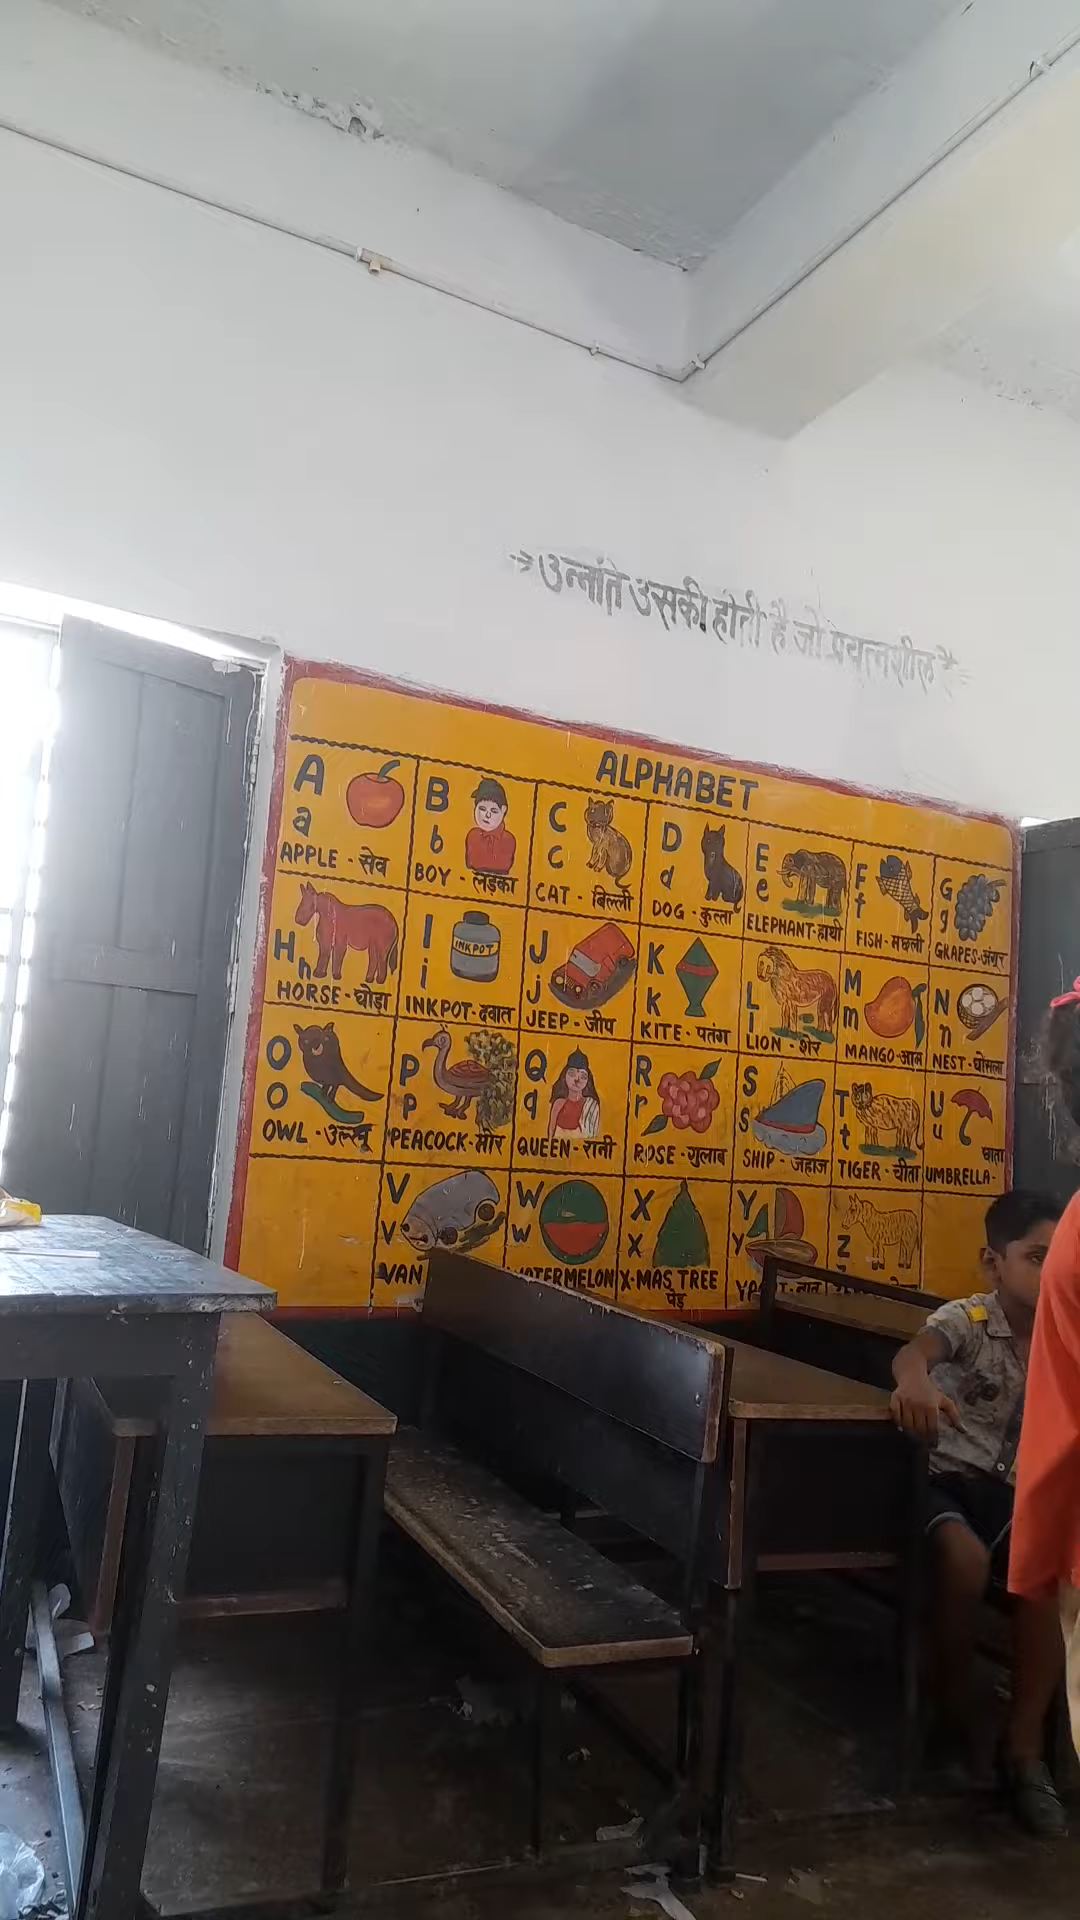 → उन्नति उसकी होती है जो प्रयत्नशील है
ALPHABET
A a
APPLE - सेव
B b
BOY - लड़का
C c
CAT - बिल्ली
D d
DOG - कुत्ता
E e
ELEPHANT - हाथी
F f
FISH - मछली
G g
GRAPES - अंगूर
H h
HORSE - घोड़ा
I i
INKPOT
INKPOT - दवात
J j
JEEP - जीप
K k
KITE - पतंग
L l
LION - शेर
M m
MANGO - आम
N n
NEST - घोंसला
O o
OWL - उल्लू
P p
PEACOCK - मोर
Q q
QUEEN - रानी
R r
ROSE - गुलाब
S s
SHIP - जहाज
T t
TIGER - चीता
U u
छाता
UMBRELLA -
V v
VAN
W w
WATERMELON
X x
X-MAS TREE
पेड़
Y y
Z